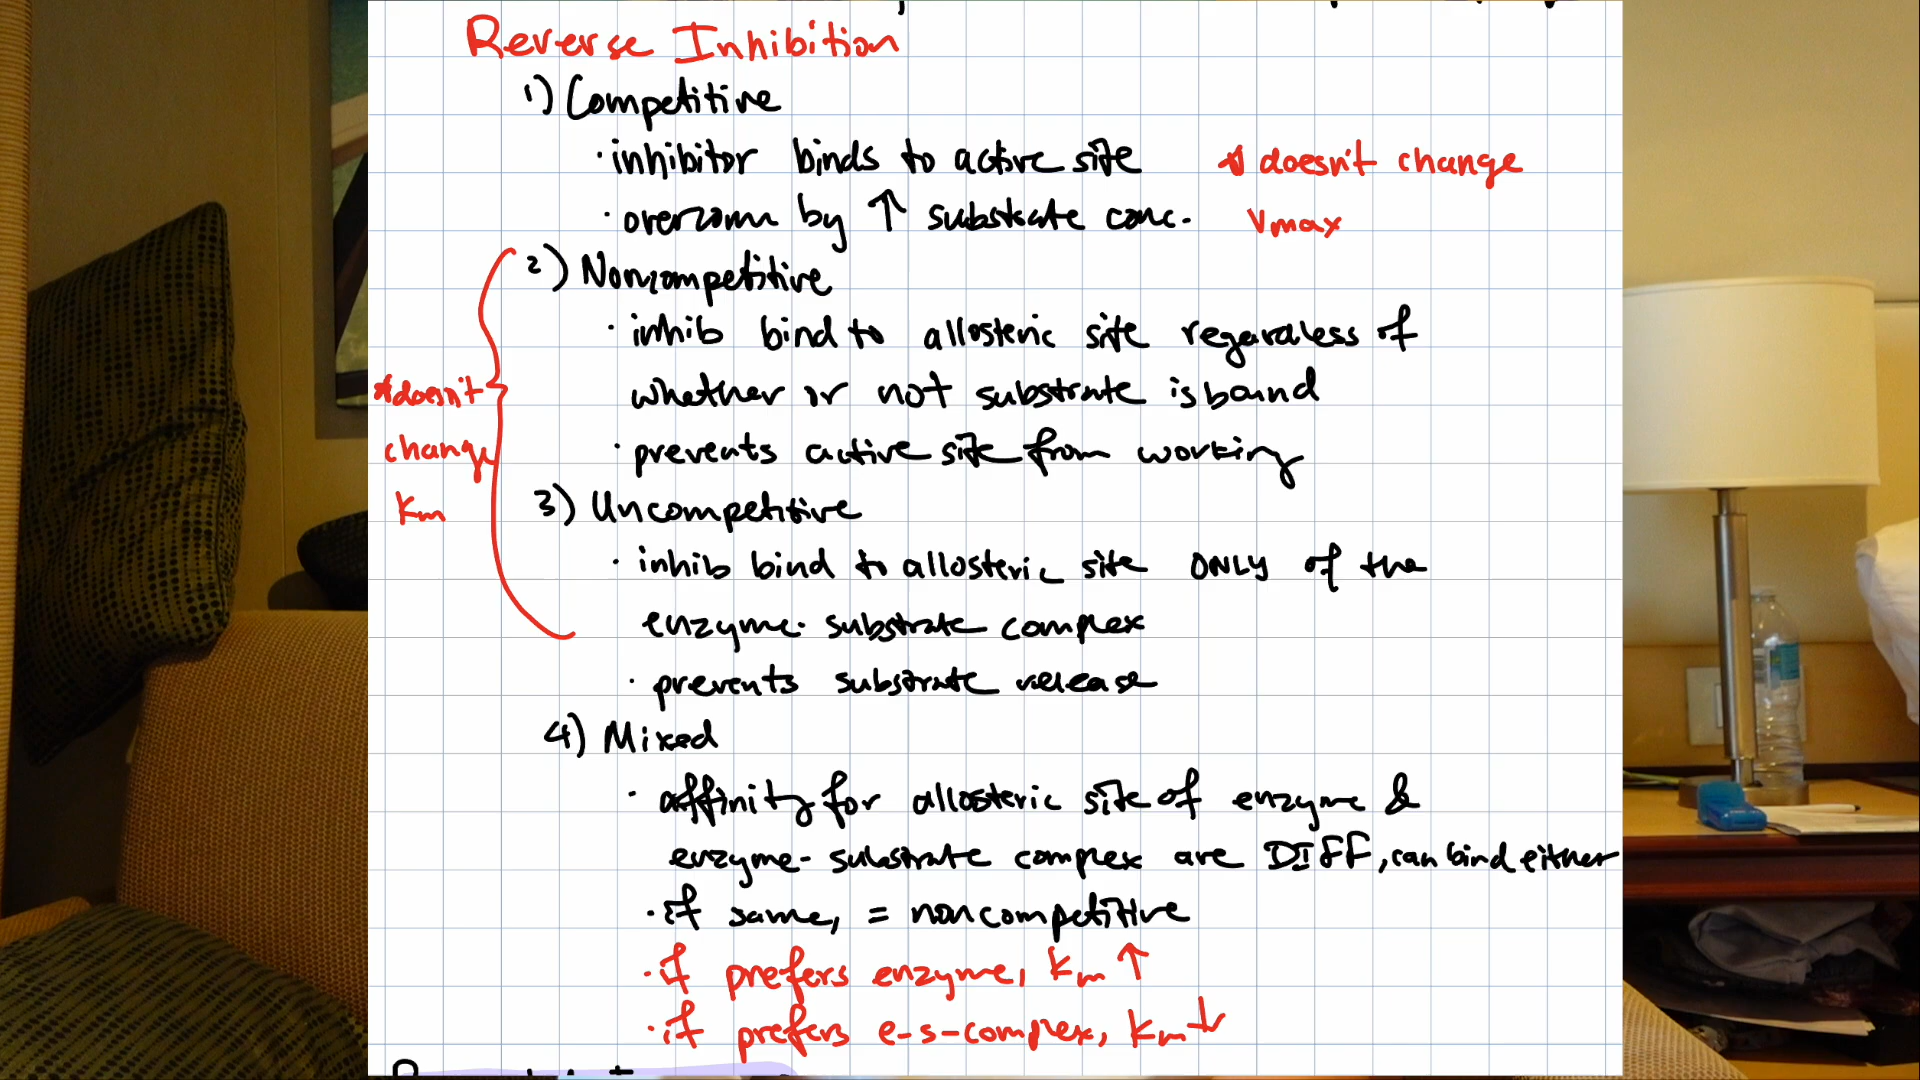 Reverse Inhibition
1) Competitive
· inhibitor binds to active site
* doesn't change
· overcome by ↑ substrate conc.
Vmax
2) Noncompetitive
· inhib bind to allosteric site regardless of
* doesn't
whether or not substrate is bound
change
· prevents active site from working
Km
3) Uncompetitive
· inhib bind to allosteric site ONLY of the
enzyme-substrate complex
· prevents substrate release
4) Mixed
· affinity for allosteric site of enzyme &
enzyme-substrate complex are DIFF, can bind either
· if same, = noncompetitive
· if prefers enzyme, Km ↑
· if prefers e-s-complex, Km ↓